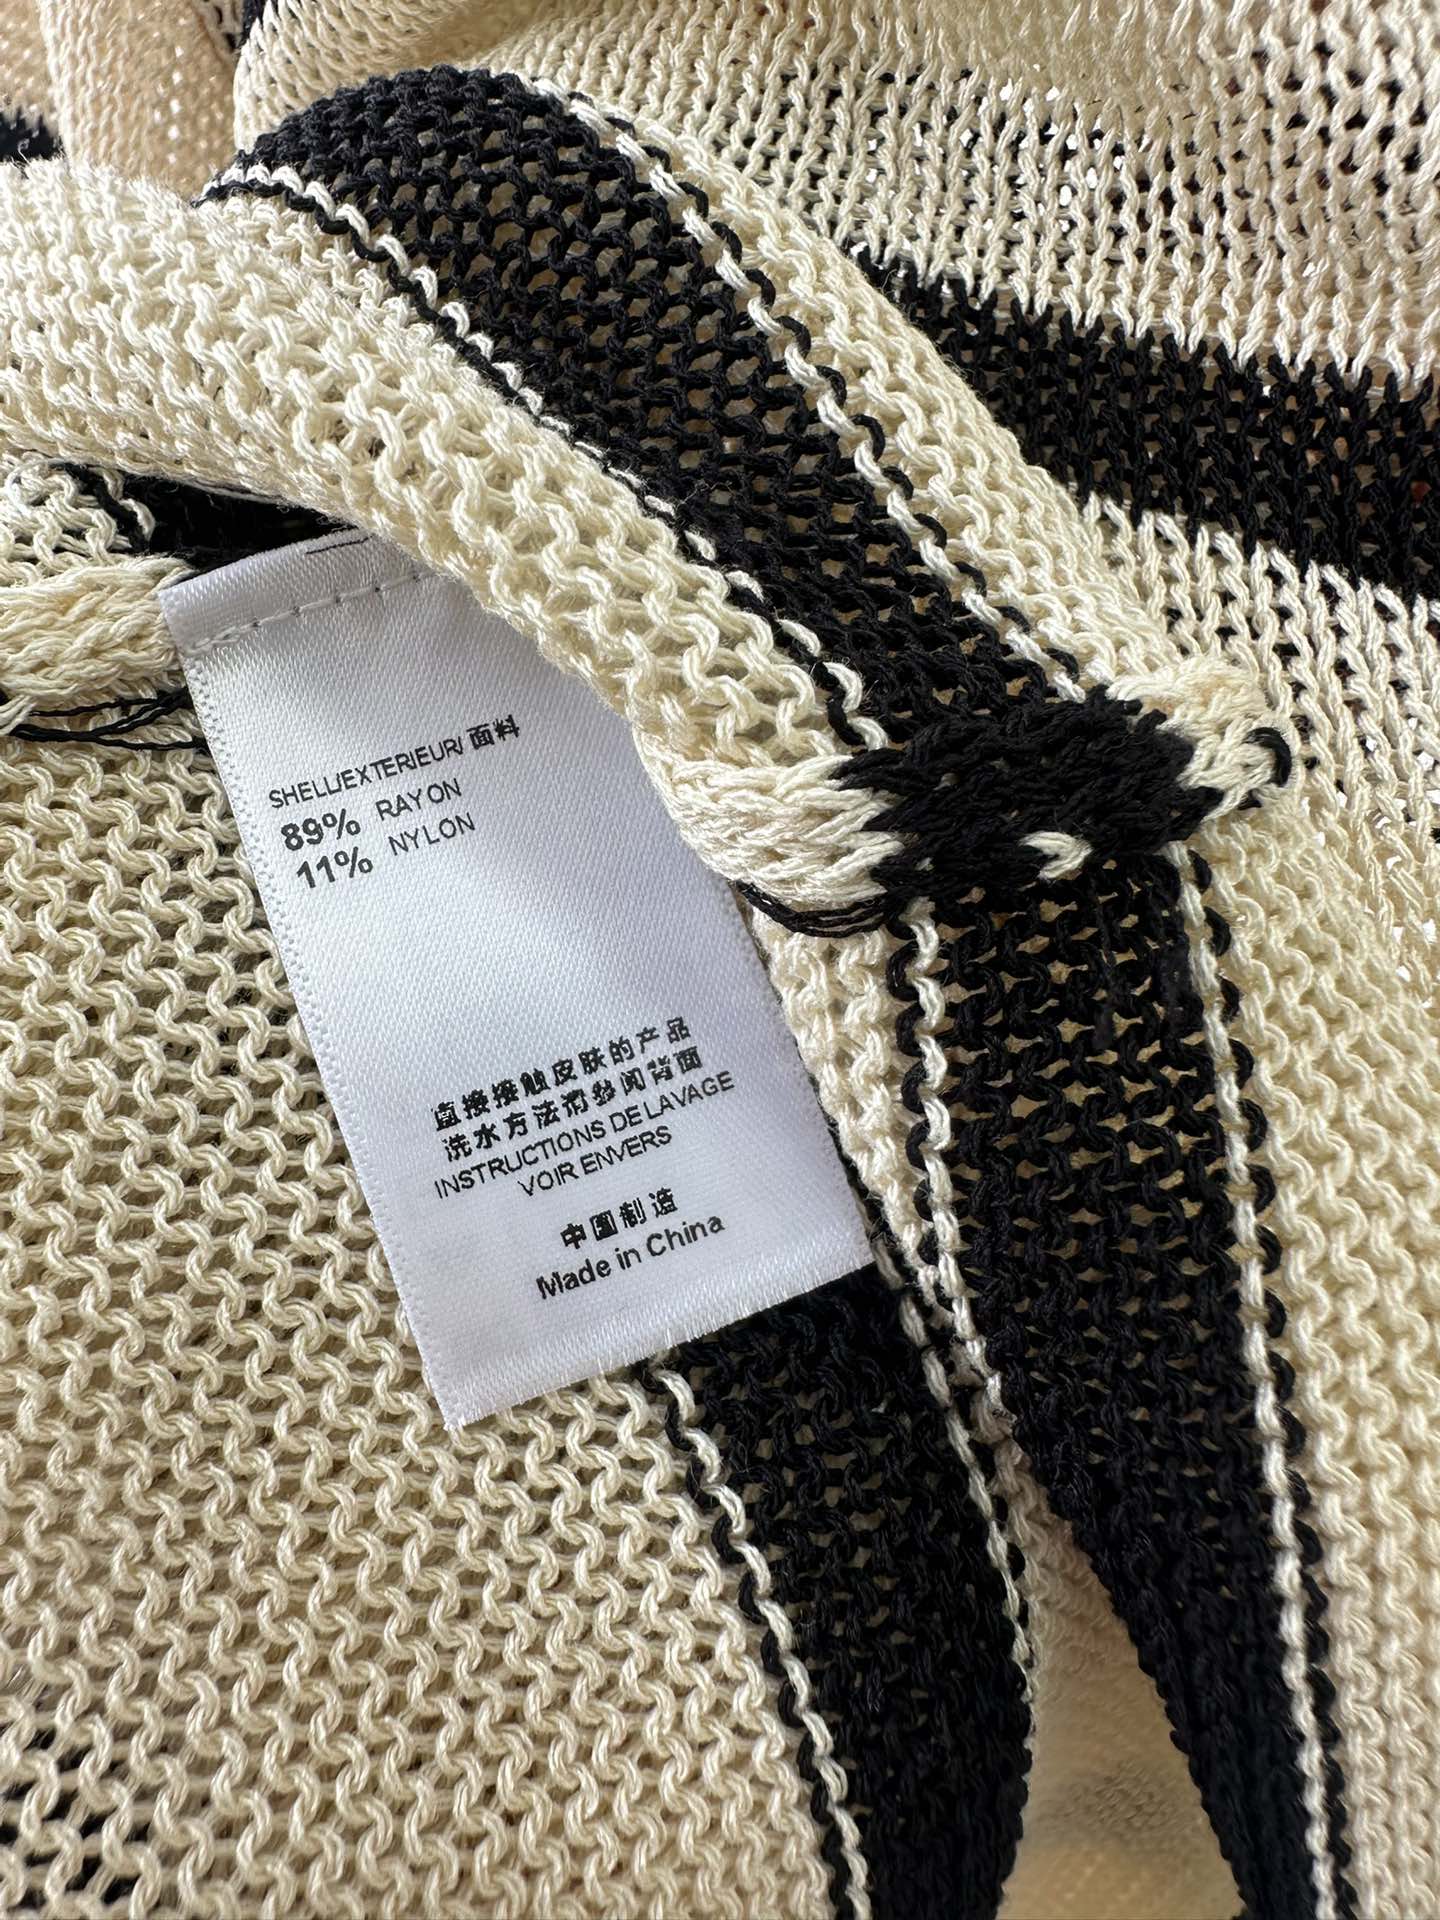 SHELL/EXTERIEUR/ 面料
89% RAYON
11% NYLON
直接接触皮肤的产品
洗水方法请参阅背面
INSTRUCTIONS DE LAVAGE
VOIR ENVERS
中国制造
Made in China